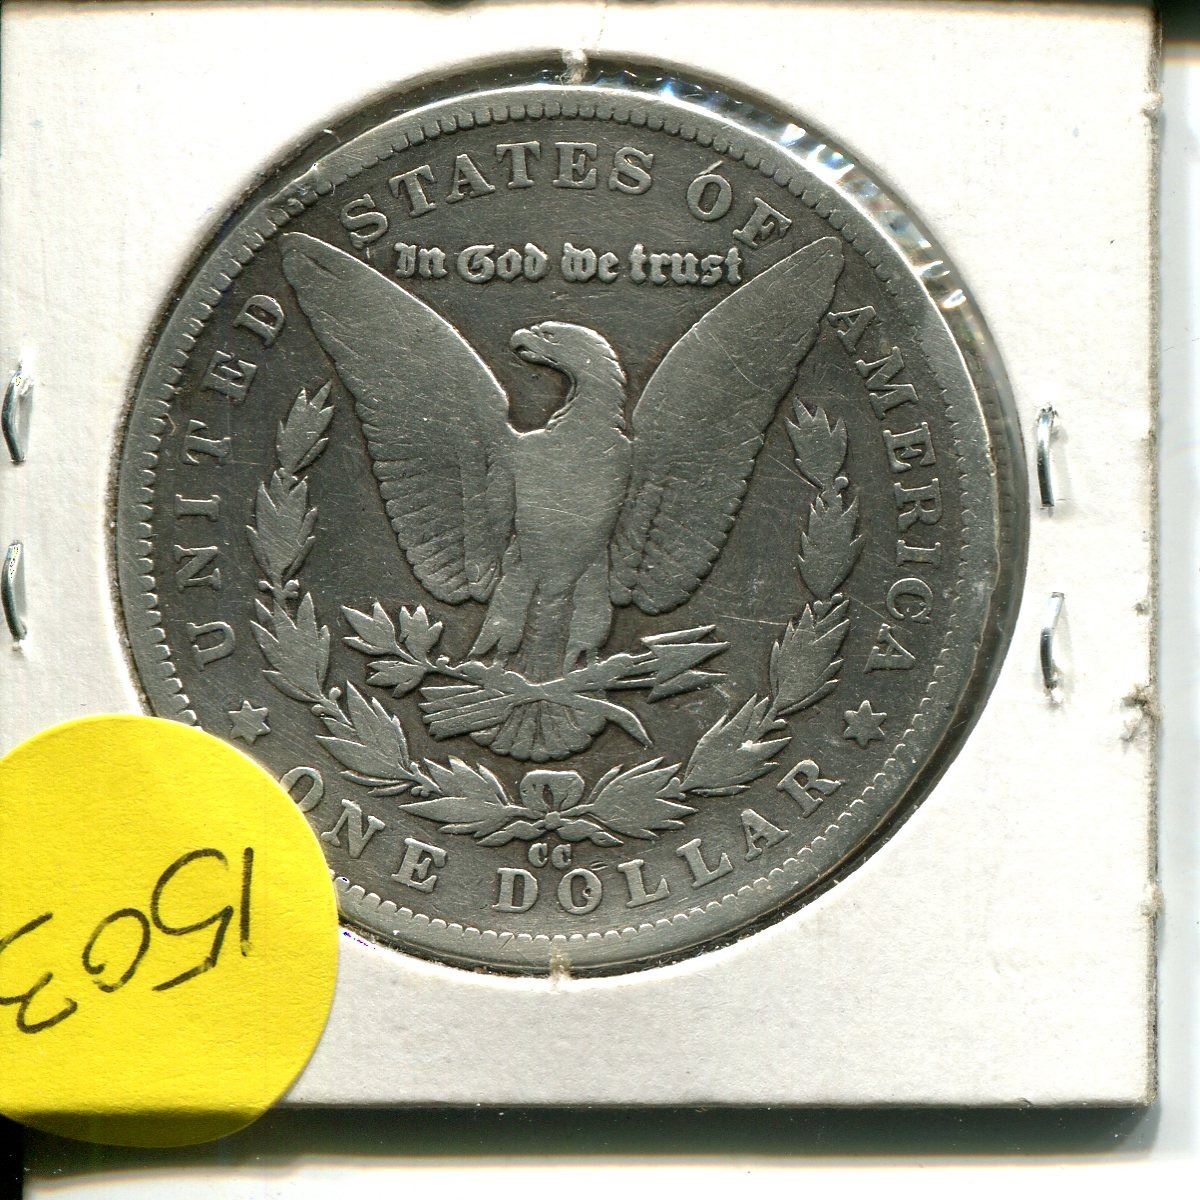 UNITED STATES OF AMERICA
In God we trust
CC
ONE DOLLAR
1503